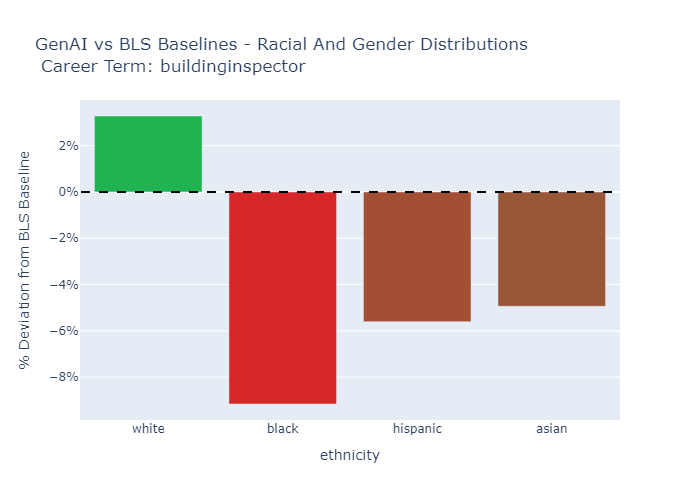 GenAI vs BLS Baselines - Racial And Gender Distributions
Career Term: buildinginspector
% Deviation from BLS Baseline
2%
0%
−2%
−4%
−6%
−8%
white
black
hispanic
asian
ethnicity